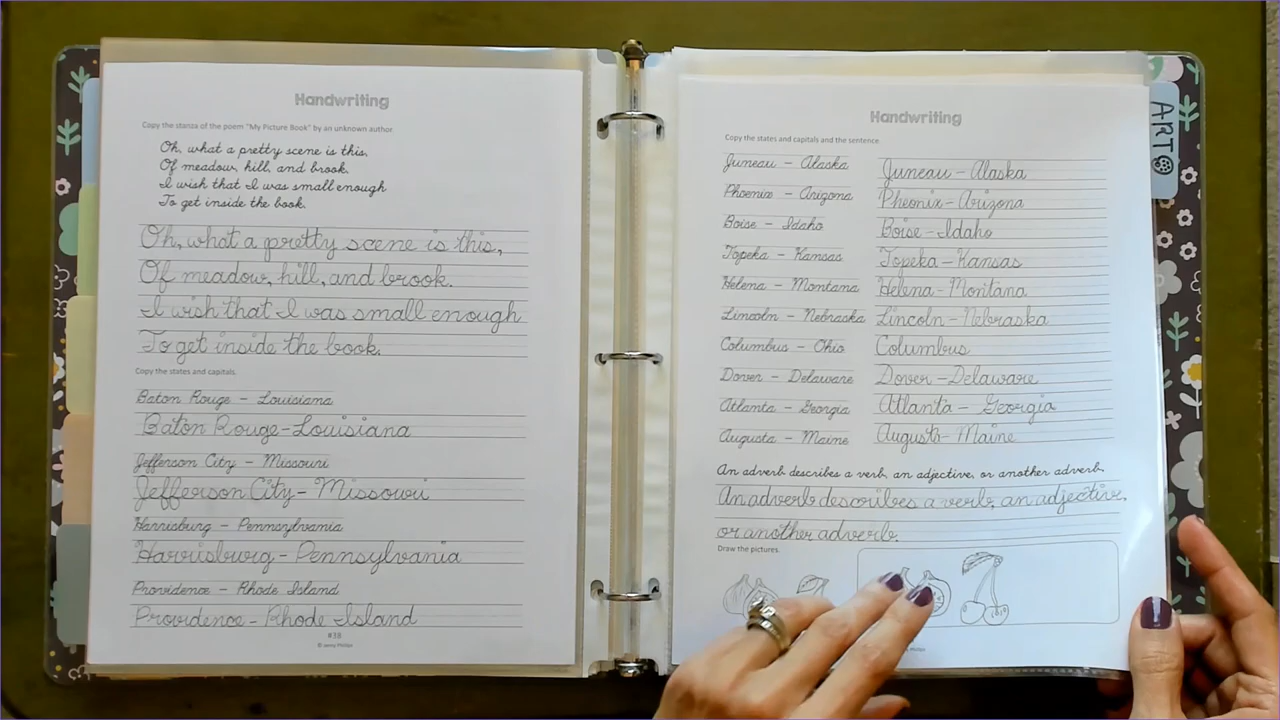 Handwriting
Copy the stanza of the poem "My Picture Book" by an unknown author.
Oh, what a pretty scene is this,
Of meadow, hill, and brook.
I wish that I was small enough
To get inside the book.
Oh, what a pretty scene is this,
Of meadow, hill, and brook.
I wish that I was small enough
To get inside the book.
Copy the states and capitals.
Baton Rouge - Louisiana
Baton Rouge-Louisiana
Jefferson City - Missouri
Jefferson City-Missouri
Harrisburg - Pennsylvania
Harrisburg-Pennsylvania
Providence - Rhode Island
Providence-Rhode Island
#38
© Jenny Phillips
Handwriting
Copy the states and capitals and the sentence.
Juneau - Alaska Juneau-Alaska
Phoenix - Arizona Pheonix-Arizona
Boise - Idaho Boise-Idaho
Topeka - Kansas Topeka-Kansas
Helena - Montana Helena-Montana
Lincoln - Nebraska Lincoln-Nebraska
Columbus - Ohio Columbus
Dover - Delaware Dover-Delaware
Atlanta - Georgia Atlanta-Georgia
Augusta - Maine Augusta-Maine
An adverb describes a verb, an adjective, or another adverb.
An adverb describes a verb, an adjective,
or another adverb.
Draw the pictures.
ART